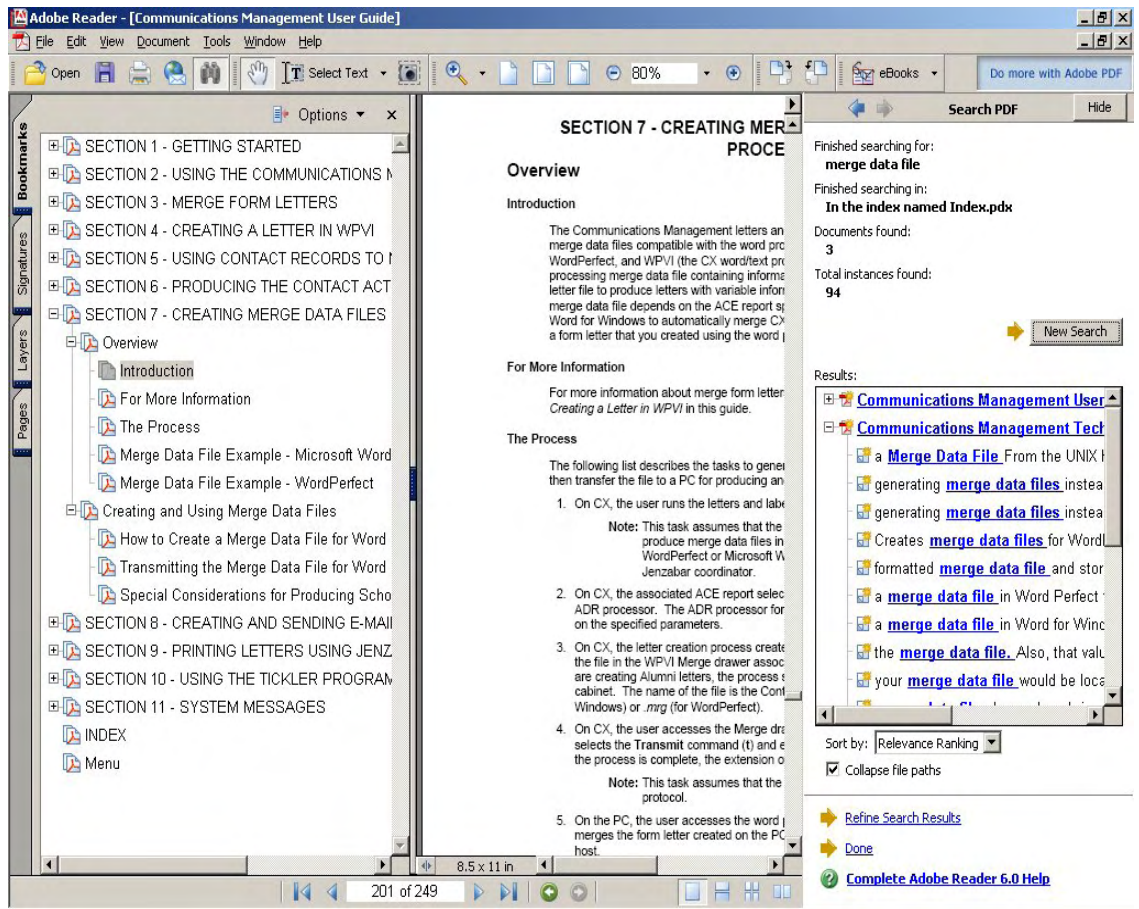 Adobe Reader - [Communications Management User Guide]
File Edit View Document Tools Window Help
Open Select Text 80% eBooks Do more with Adobe PDF
Bookmarks
Signatures
Layers
Pages
Options
SECTION 1 - GETTING STARTED
SECTION 2 - USING THE COMMUNICATIONS
SECTION 3 - MERGE FORM LETTERS
SECTION 4 - CREATING A LETTER IN WPVI
SECTION 5 - USING CONTACT RECORDS TO
SECTION 6 - PRODUCING THE CONTACT ACT
SECTION 7 - CREATING MERGE DATA FILES
Overview
Introduction
For More Information
The Process
Merge Data File Example - Microsoft Word
Merge Data File Example - WordPerfect
Creating and Using Merge Data Files
How to Create a Merge Data File for Word
Transmitting the Merge Data File for Word
Special Considerations for Producing Scho
SECTION 8 - CREATING AND SENDING E-MAI
SECTION 9 - PRINTING LETTERS USING JENZ
SECTION 10 - USING THE TICKLER PROGRAM
SECTION 11 - SYSTEM MESSAGES
INDEX
Menu
SECTION 7 - CREATING MER
PROCE
Overview
Introduction
The Communications Management letters an
merge data files compatible with the word pro
WordPerfect, and WPVI (the CX word/text pro
processing merge data file containing informa
letter file to produce letters with variable infor
merge data file depends on the ACE report sp
Word for Windows to automatically merge CX
a form letter that you created using the word
For More Information
For more information about merge form letter
Creating a Letter in WPVI in this guide.
The Process
The following list describes the tasks to gene
then transfer the file to a PC for producing an
1. On CX, the user runs the letters and labe
Note: This task assumes that the
produce merge data files in
WordPerfect or Microsoft W
Jenzabar coordinator.
2. On CX, the associated ACE report selec
ADR processor. The ADR processor for
on the specified parameters.
3. On CX, the letter creation process create
the file in the WPVI Merge drawer assoc
are creating Alumni letters, the process s
cabinet. The name of the file is the Cont
Windows) or .mrg (for WordPerfect).
4. On CX, the user accesses the Merge dra
selects the Transmit command (t) and e
the process is complete, the extension o
Note: This task assumes that the
protocol.
5. On the PC, the user accesses the word
merges the form letter created on the PC
host.
8.5 x 11 in
201 of 249
Search PDF Hide
Finished searching for:
merge data file
Finished searching in:
In the index named Index.pdx
Documents found:
3
Total instances found:
94
New Search
Results:
Communications Management User
Communications Management Tech
a Merge Data File From the UNIX
generating merge data files instea
generating merge data files instea
Creates merge data files for Word
formatted merge data file and stor
a merge data file in Word Perfect
a merge data file in Word for Winc
the merge data file. Also, that valu
your merge data file would be loca
Sort by: Relevance Ranking
Collapse file paths
Refine Search Results
Done
Complete Adobe Reader 6.0 Help